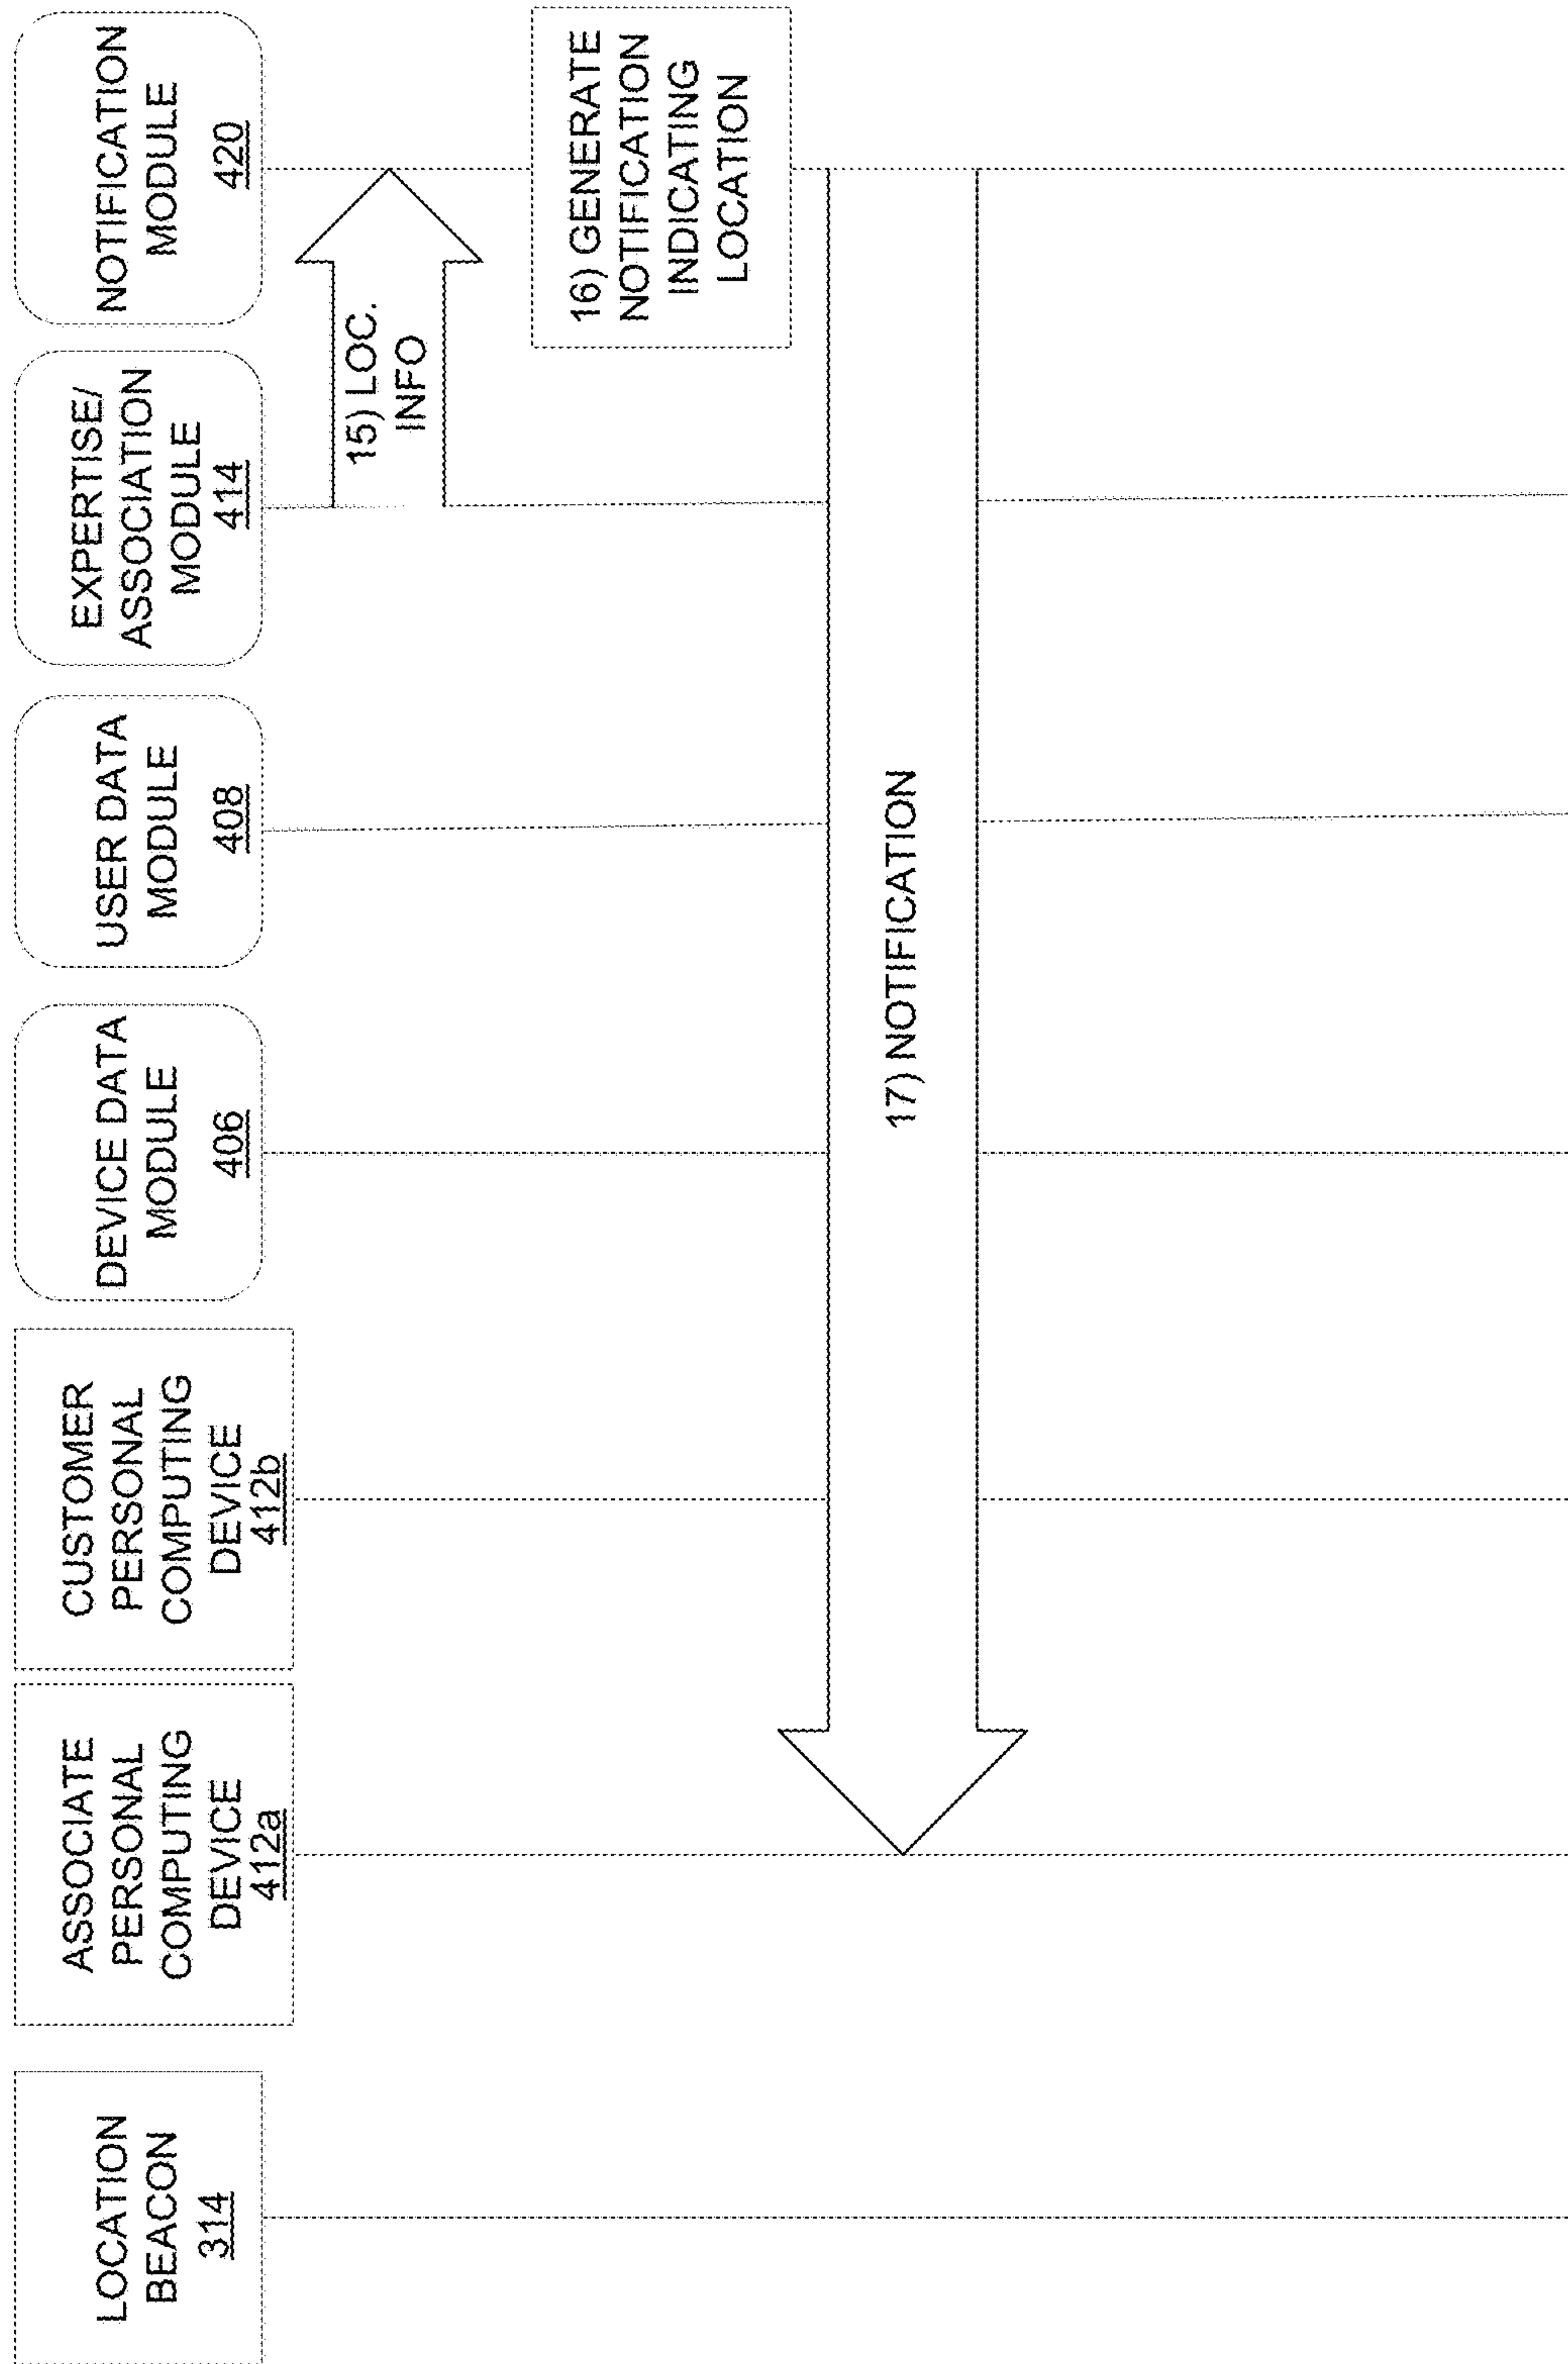 LOCATION
BEACON
314
ASSOCIATE
PERSONAL
COMPUTING
DEVICE
412a
CUSTOMER
PERSONAL
COMPUTING
DEVICE
412b
DEVICE DATA
MODULE
406
USER DATA
MODULE
408
EXPERTISE/
ASSOCIATION
MODULE
414
NOTIFICATION
MODULE
420
15) LOC.
INFO
16) GENERATE
NOTIFICATION
INDICATING
LOCATION
17) NOTIFICATION